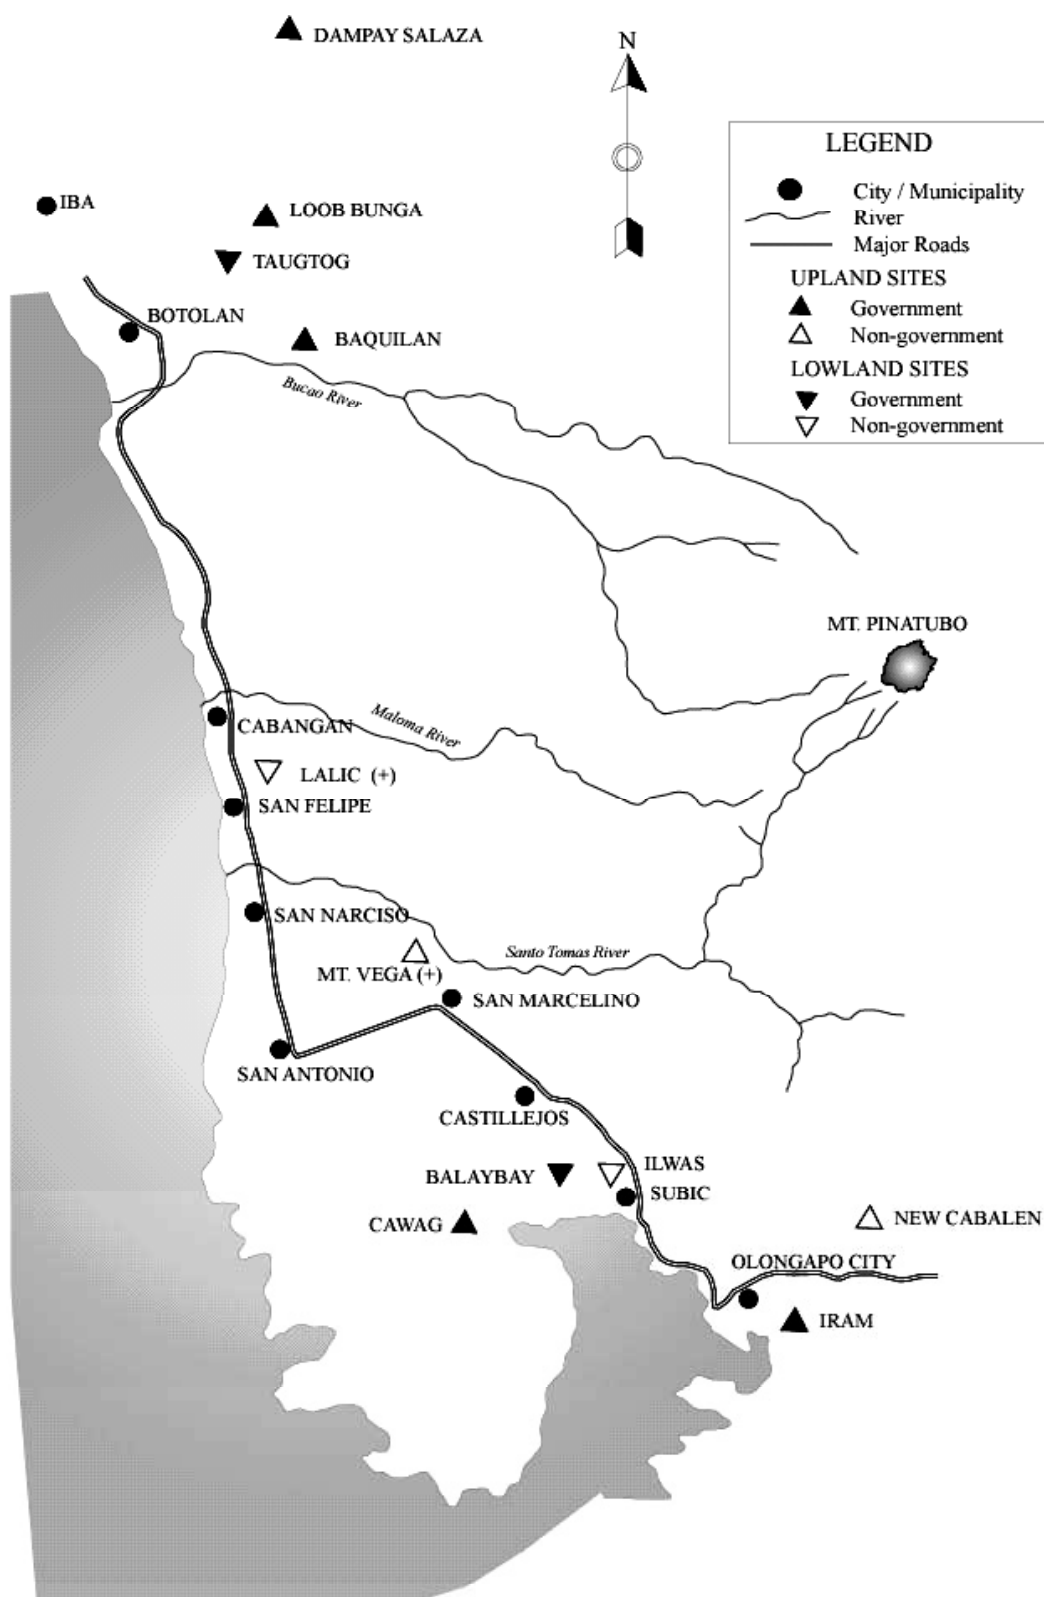 DAMPAY SALAZA
N
LEGEND
City / Municipality
River
Major Roads
UPLAND SITES
Government
Non-government
LOWLAND SITES
Government
Non-government
IBA
LOOB BUNGA
TAUGTOG
BOTOLAN
BAQUILAN
Bucao River
MT. PINATUBO
Maloma River
CABANGAN
LALIC (+)
SAN FELIPE
SAN NARCISO
Santo Tomas River
MT. VEGA (+)
SAN MARCELINO
SAN ANTONIO
CASTILLEJOS
ILWAS
BALAYBAY
SUBIC
CAWAG
NEW CABALEN
OLONGAPO CITY
IRAM